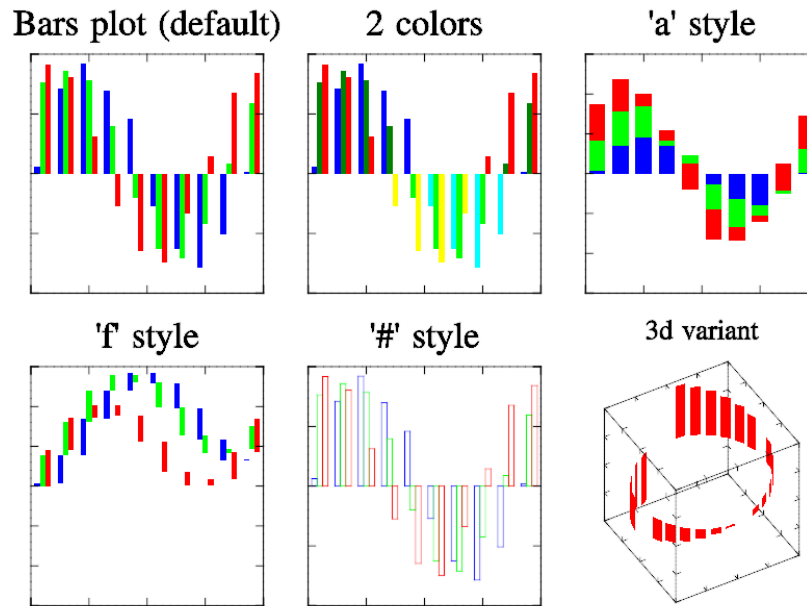 Bars plot (default)
2 colors
'a' style
'f' style
'#' style
3d variant